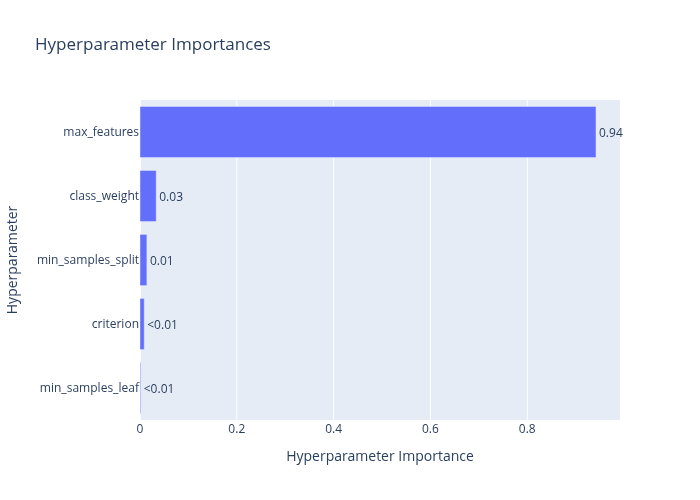 Hyperparameter Importances
Hyperparameter
max_features
0.94
class_weight
0.03
min_samples_split
0.01
criterion
<0.01
min_samples_leaf
<0.01
0 0.2 0.4 0.6 0.8
Hyperparameter Importance